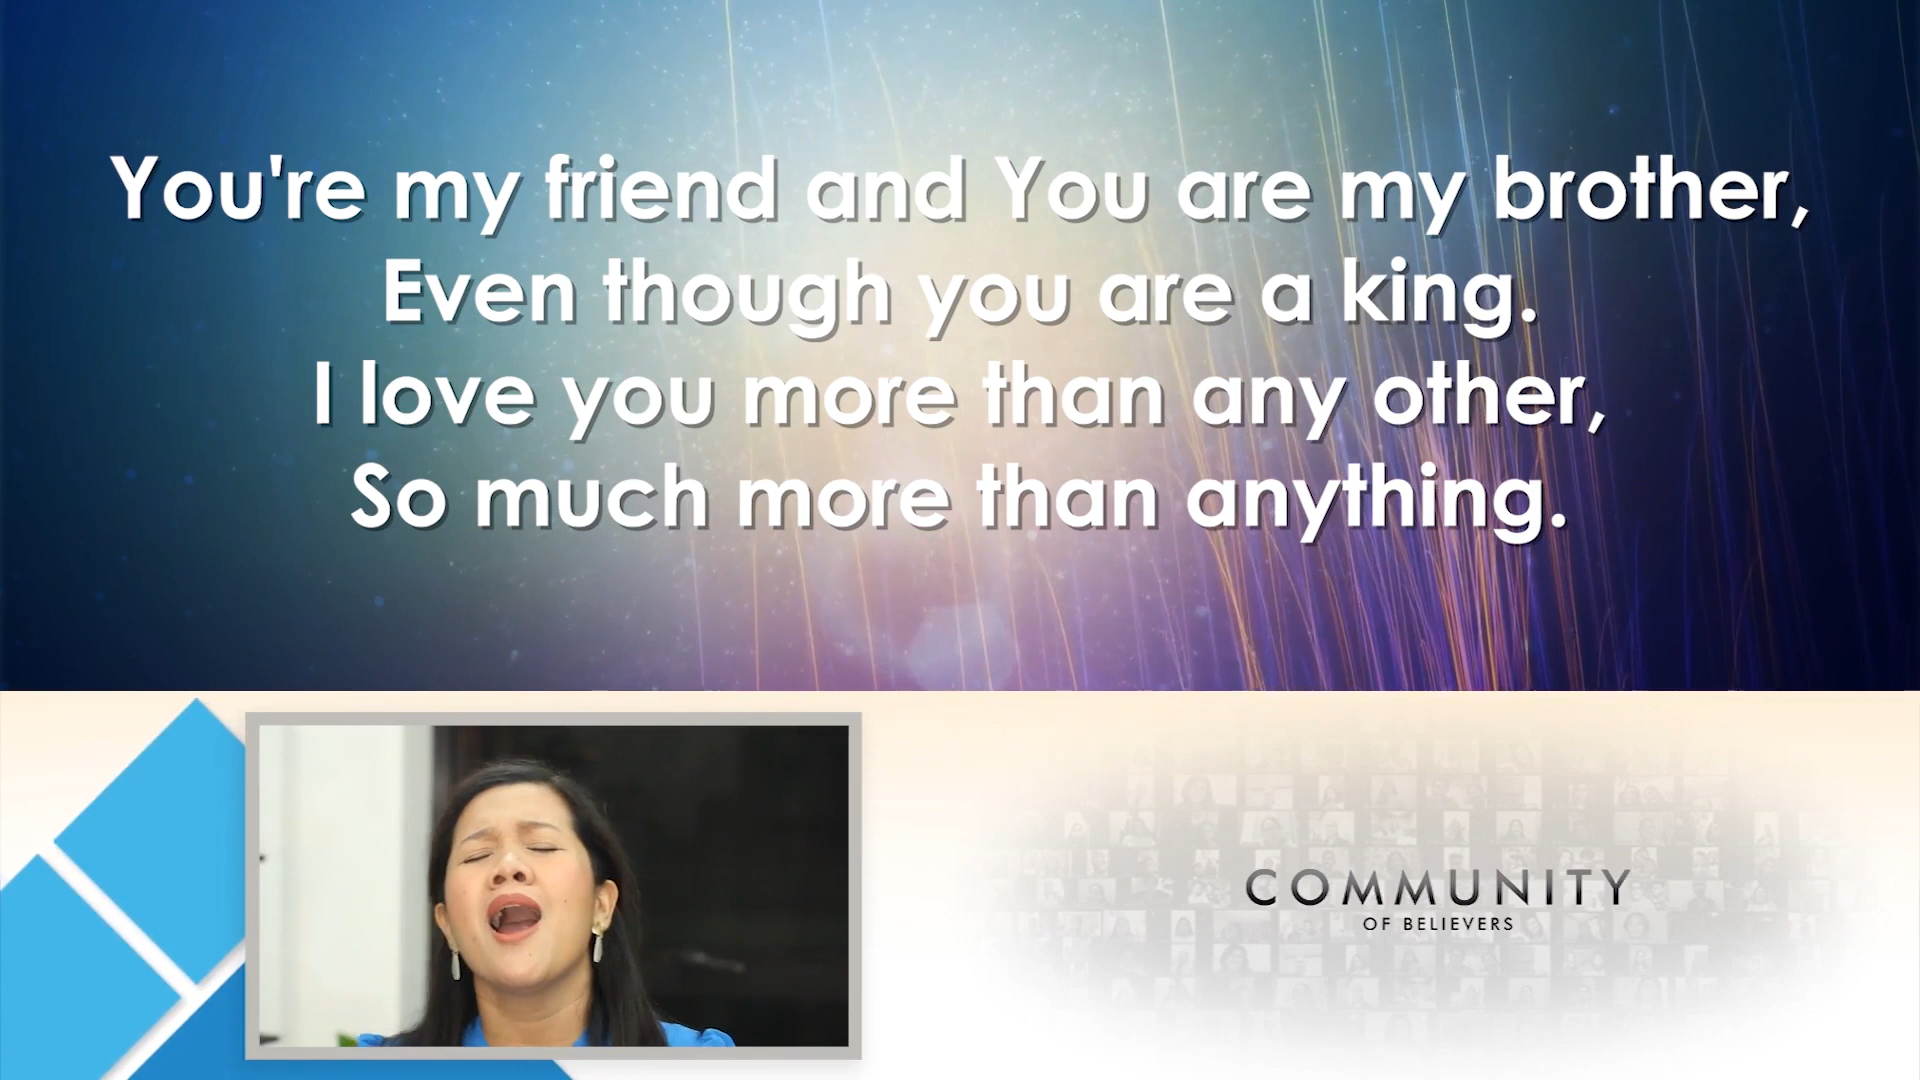 You're my friend and You are my brother,
Even though you are a king.
I love you more than any other,
So much more than anything.
COMMUNITY
OF BELIEVERS